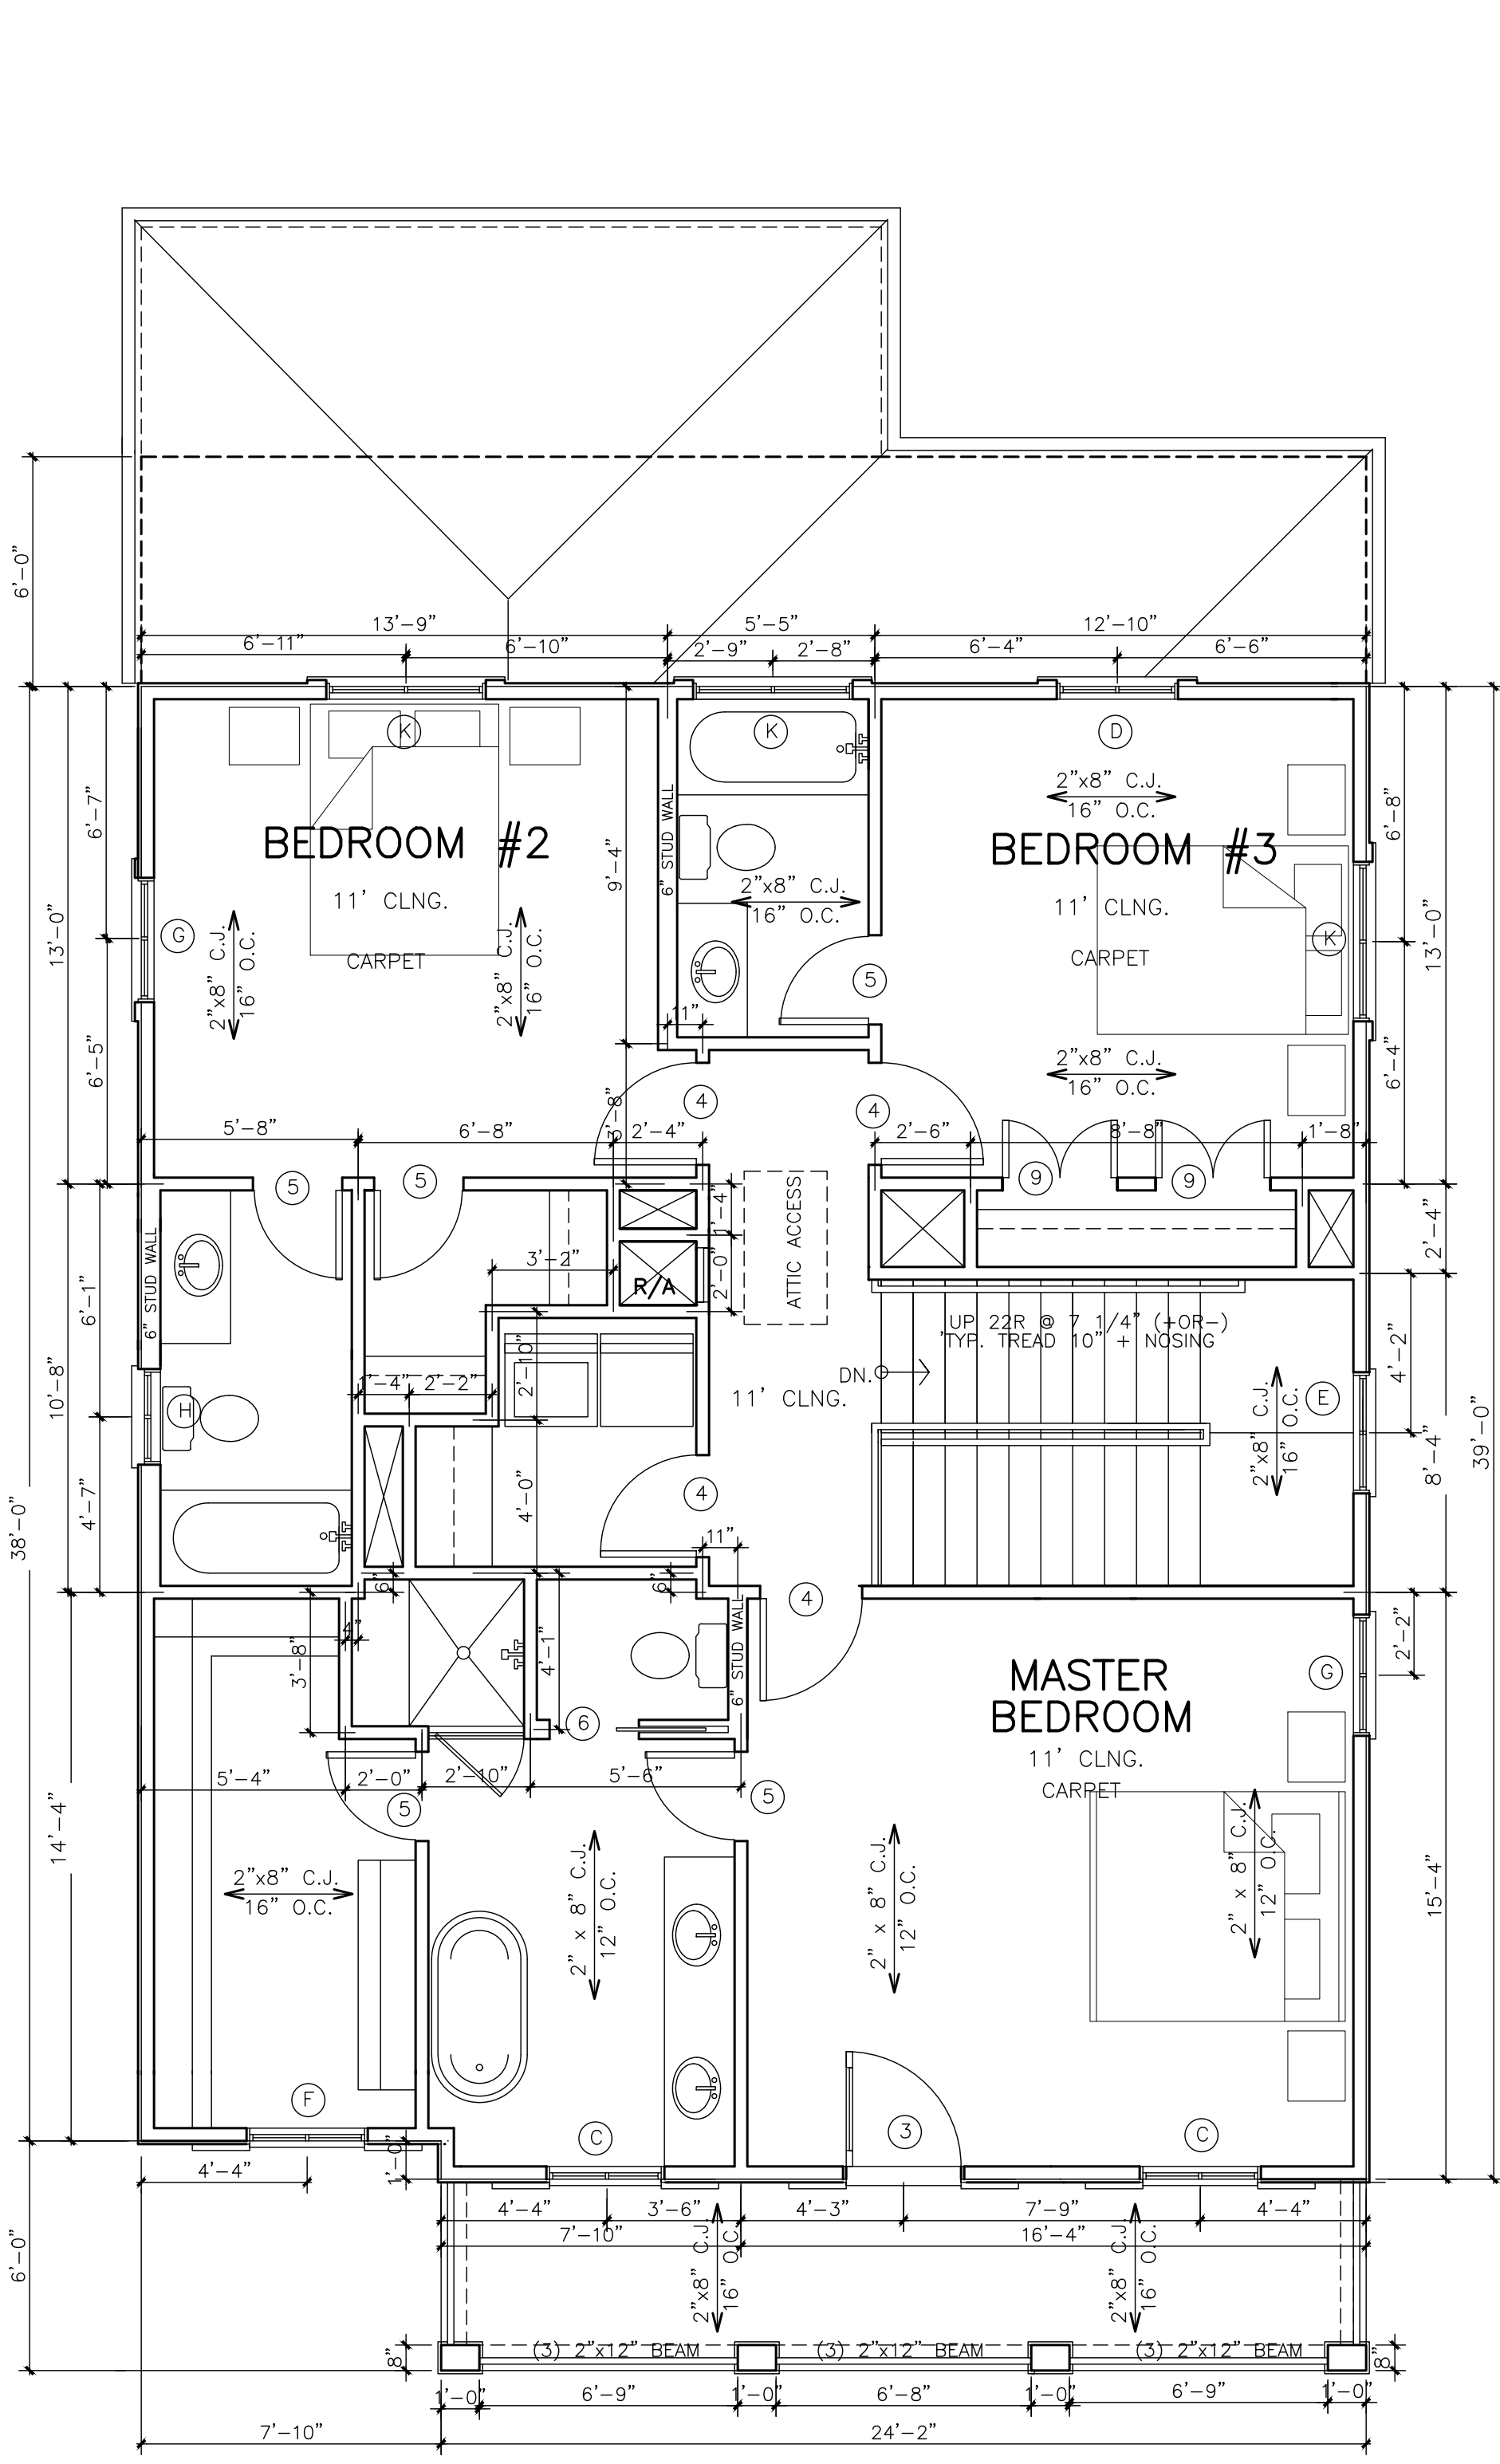 6'-0"
13'-9"
5'-5"
12'-10"
6'-11"
6'-10"
2'-9"
2'-8"
6'-4"
6'-6"
K
K
D
2"x8" C.J.
16" O.C.
6'-7"
6'-8"
BEDROOM #2
BEDROOM #3
6" STUD WALL
9'-4"
11' CLNG.
2"x8" C.J.
16" O.C.
11' CLNG.
G
K
13'-0"
13'-0"
CARPET
CARPET
2"x8" C.J.
16" O.C.
2"x8" C.J.
16" O.C.
5
11"
6'-5"
6'-4"
2"x8" C.J.
16" O.C.
4
4
3'-8"
5'-8"
6'-8"
2'-4"
2'-6"
8'-8"
1'-8"
5
5
9
9
1'-4"
ATTIC ACCESS
2'-4"
6" STUD WALL
3'-2"
2'-0"
R/A
6'-1"
UP 22R @ 7 1/4" (+OR-)
TYP. TREAD 10" + NOSING
4'-2"
2'-10"
DN.
1'-4"
2'-2"
11' CLNG.
10'-8"
H
E
2"x8" C.J.
16" O.C.
39'-0"
8'-4"
4'-7"
4'-0"
4
38'-0"
11"
6"
6"
4
2'-2"
4"
3'-8"
4'-1"
6" STUD WALL
MASTER
BEDROOM
G
6
11' CLNG.
CARPET
5'-4"
2'-0"
2'-10"
5'-6"
5
5
14'-4"
2"x8" C.J.
16" O.C.
2" x 8" C.J.
12" O.C.
2" x 8" C.J.
12" O.C.
2" x 8" C.J.
12" O.C.
15'-4"
F
C
3
C
1'-0"
4'-4"
4'-4"
3'-6"
4'-3"
7'-9"
4'-4"
7'-10"
16'-4"
6'-0"
2"x8" C.J.
16" O.C.
2"x8" C.J.
16" O.C.
8"
(3) 2"x12" BEAM
(3) 2"x12" BEAM
(3) 2"x12" BEAM
8"
1'-0"
6'-9"
1'-0"
6'-8"
1'-0"
6'-9"
1'-0"
7'-10"
24'-2"